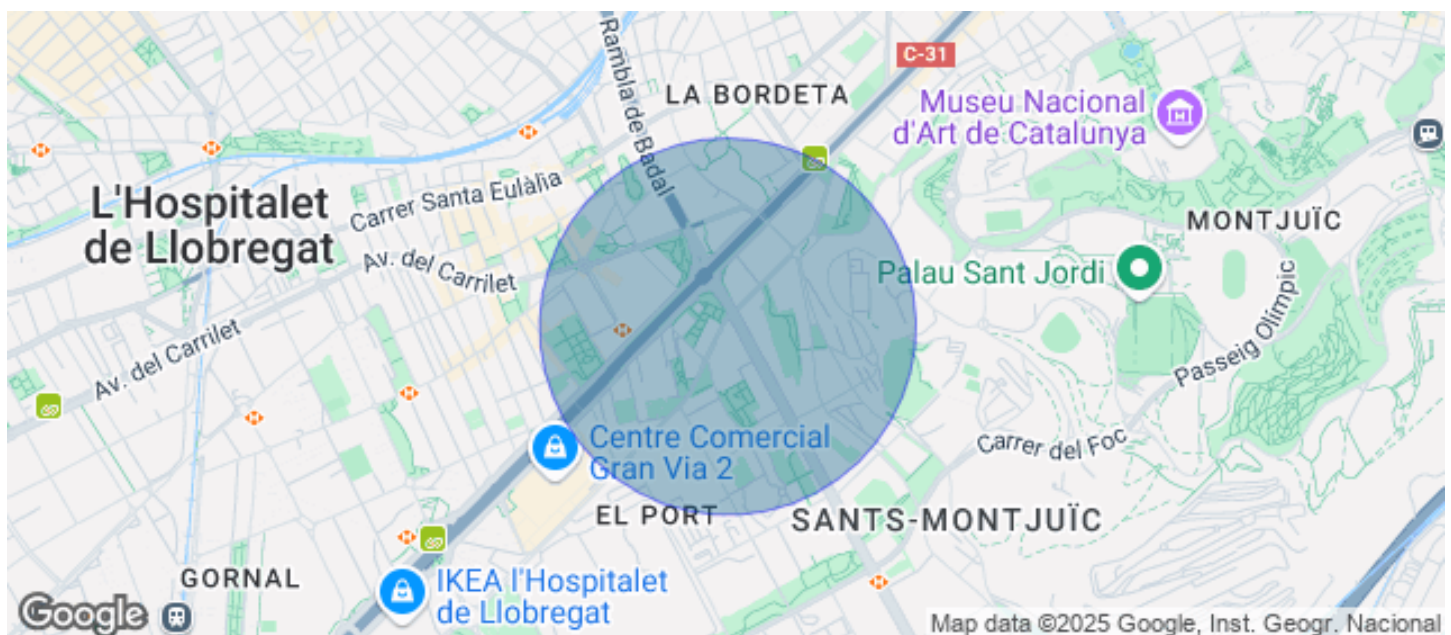 C-31
LA BORDETA
Rambla de Badal
Museu Nacional
d'Art de Catalunya
L'Hospitalet
de Llobregat
Carrer Santa Eulàlia
Av. del Carrilet
MONTJUÏC
Palau Sant Jordi
Av. del Carrilet
Passeig Olímpic
Centre Comercial
Gran Via 2
Carrer del Foc
EL PORT
SANTS-MONTJUÏC
GORNAL
IKEA l'Hospitalet
de Llobregat
Google
Map data ©2025 Google, Inst. Geogr. Nacional